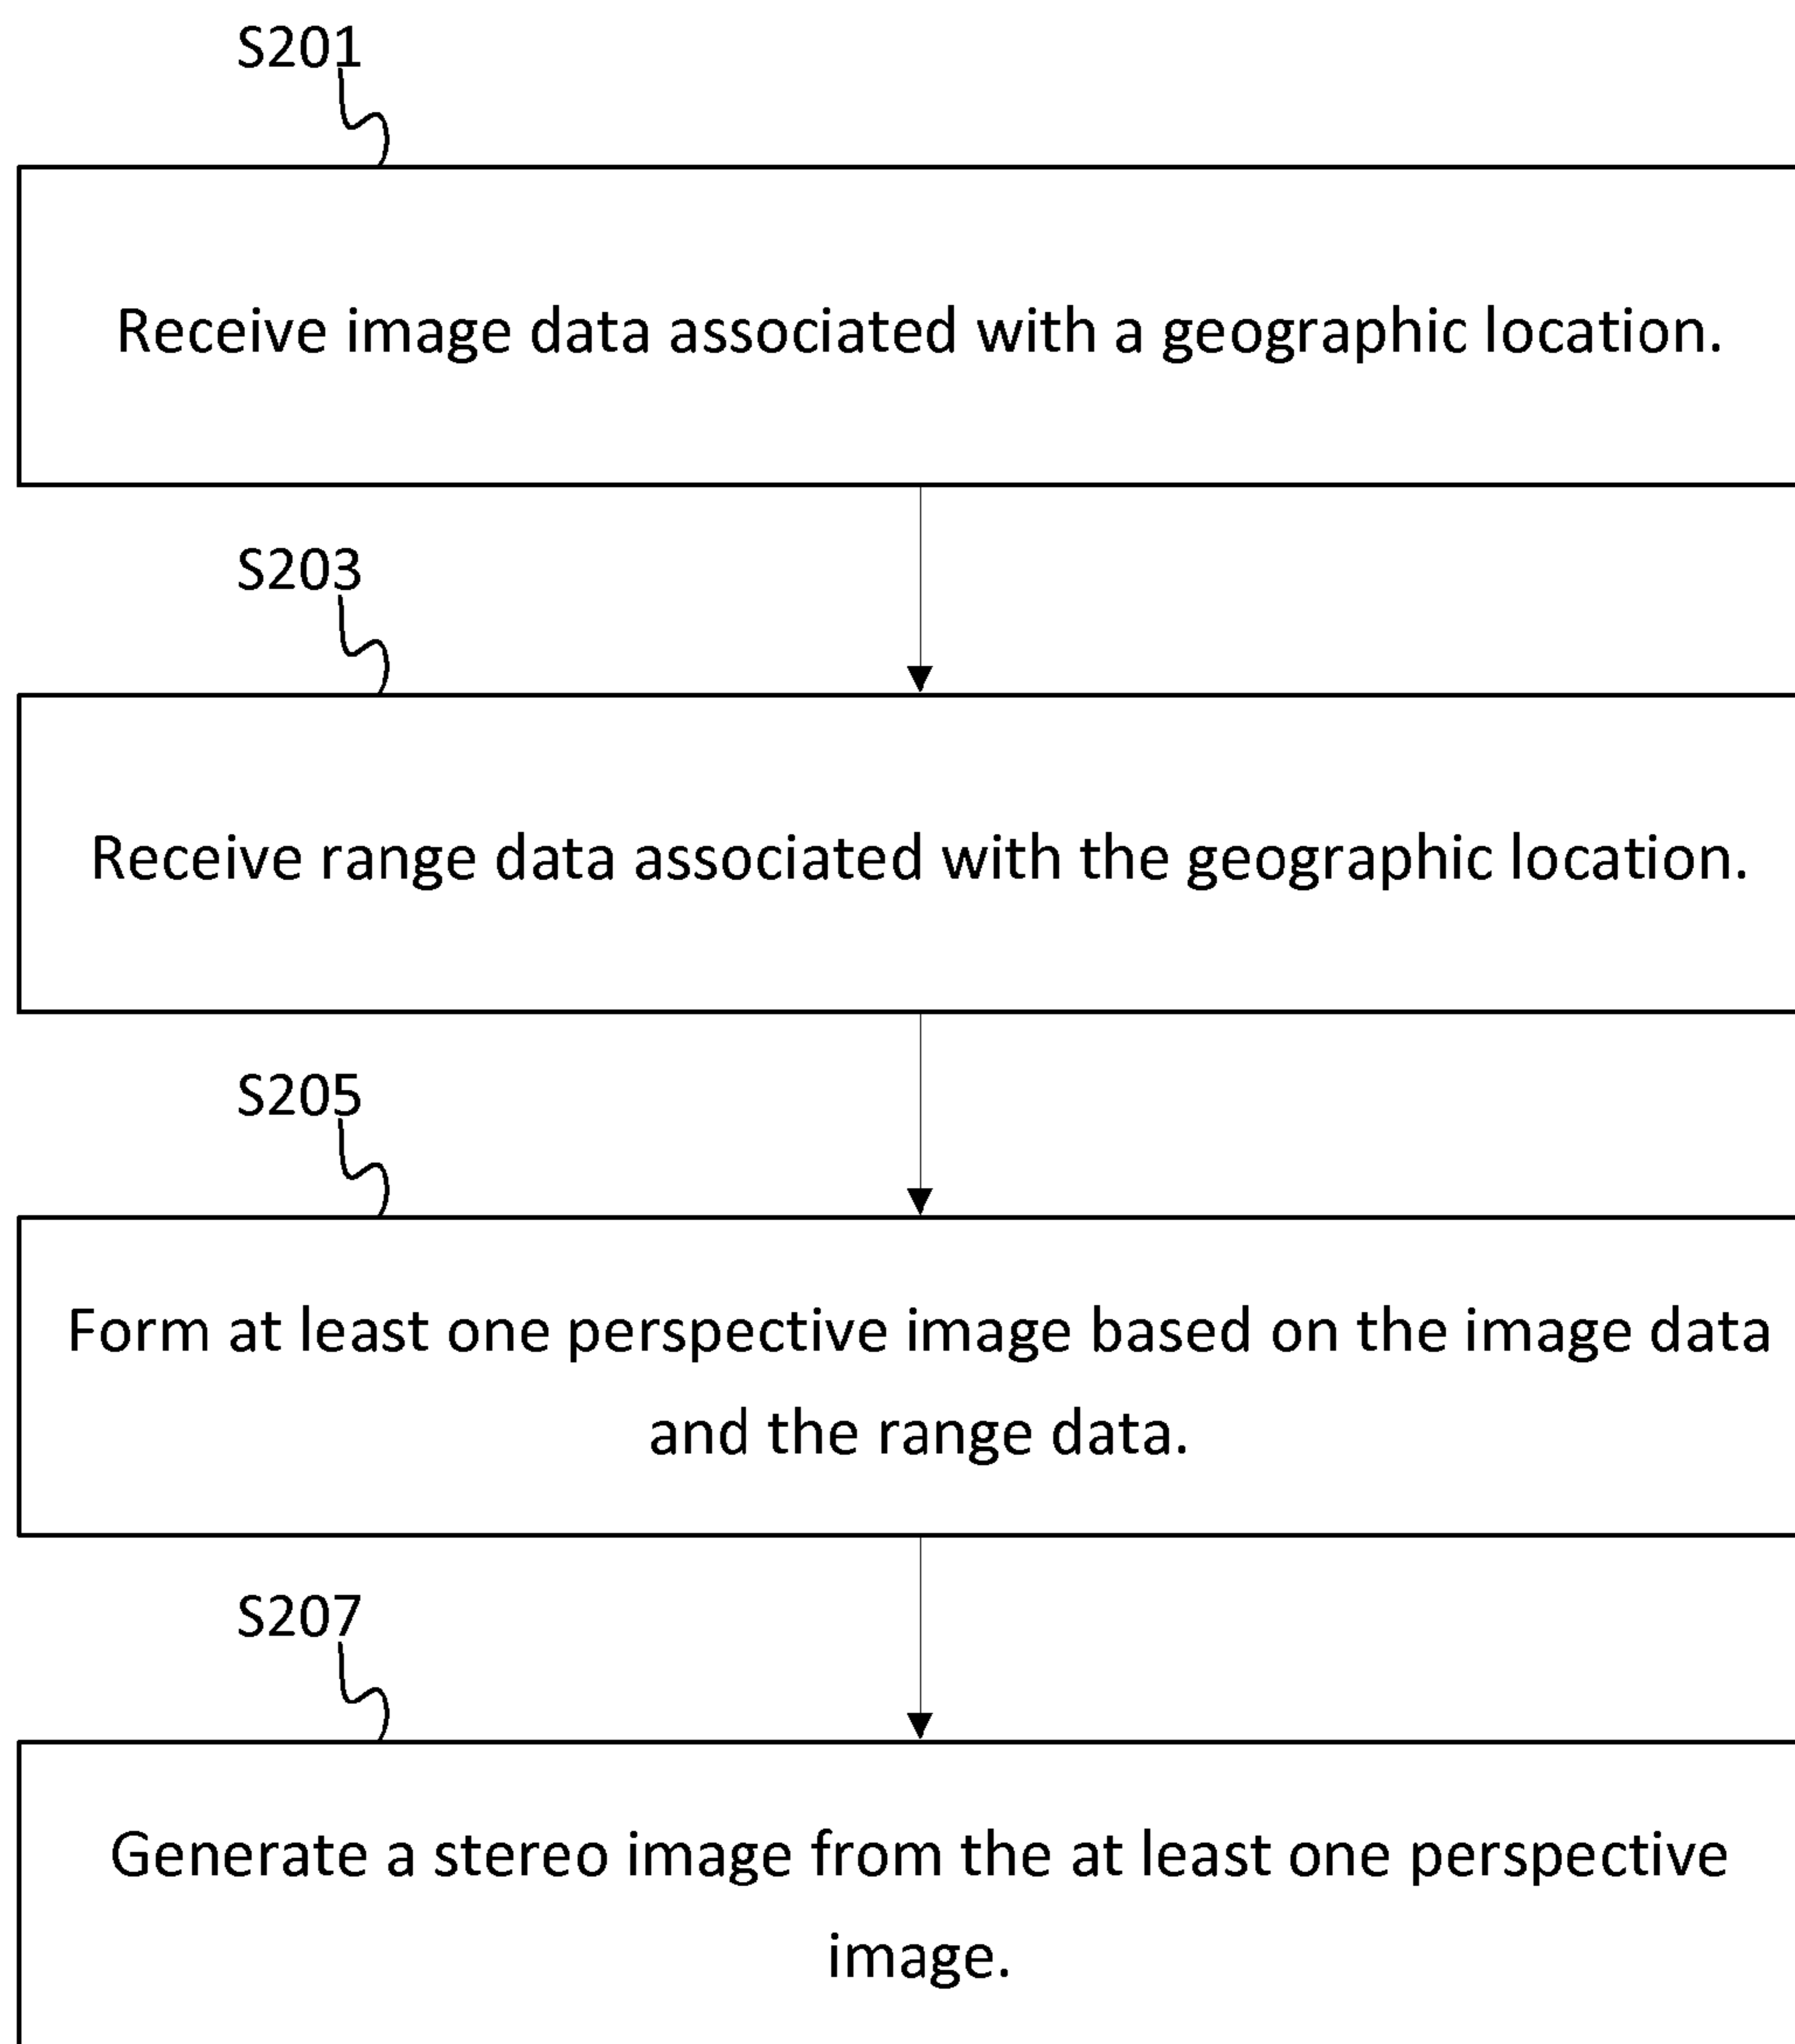 S201
Receive image data associated with a geographic location.
S203
Receive range data associated with the geographic location.
S205
Form at least one perspective image based on the image data
and the range data.
S207
Generate a stereo image from the at least one perspective
image.